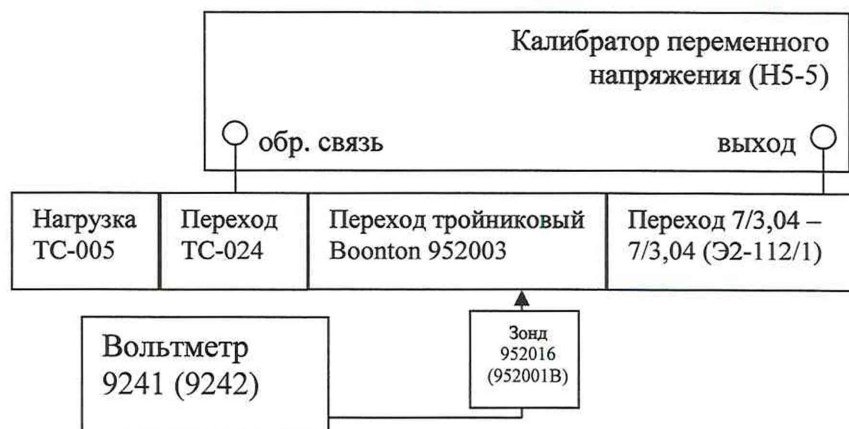 Калибратор переменного
напряжения (Н5-5)
обр. связь
выход
Нагрузка
ТС-005
Переход
ТС-024
Переход тройниковый
Boonton 952003
Переход 7/3,04 –
7/3,04 (Э2-112/1)
Вольтметр
9241 (9242)
Зонд
952016
(952001В)